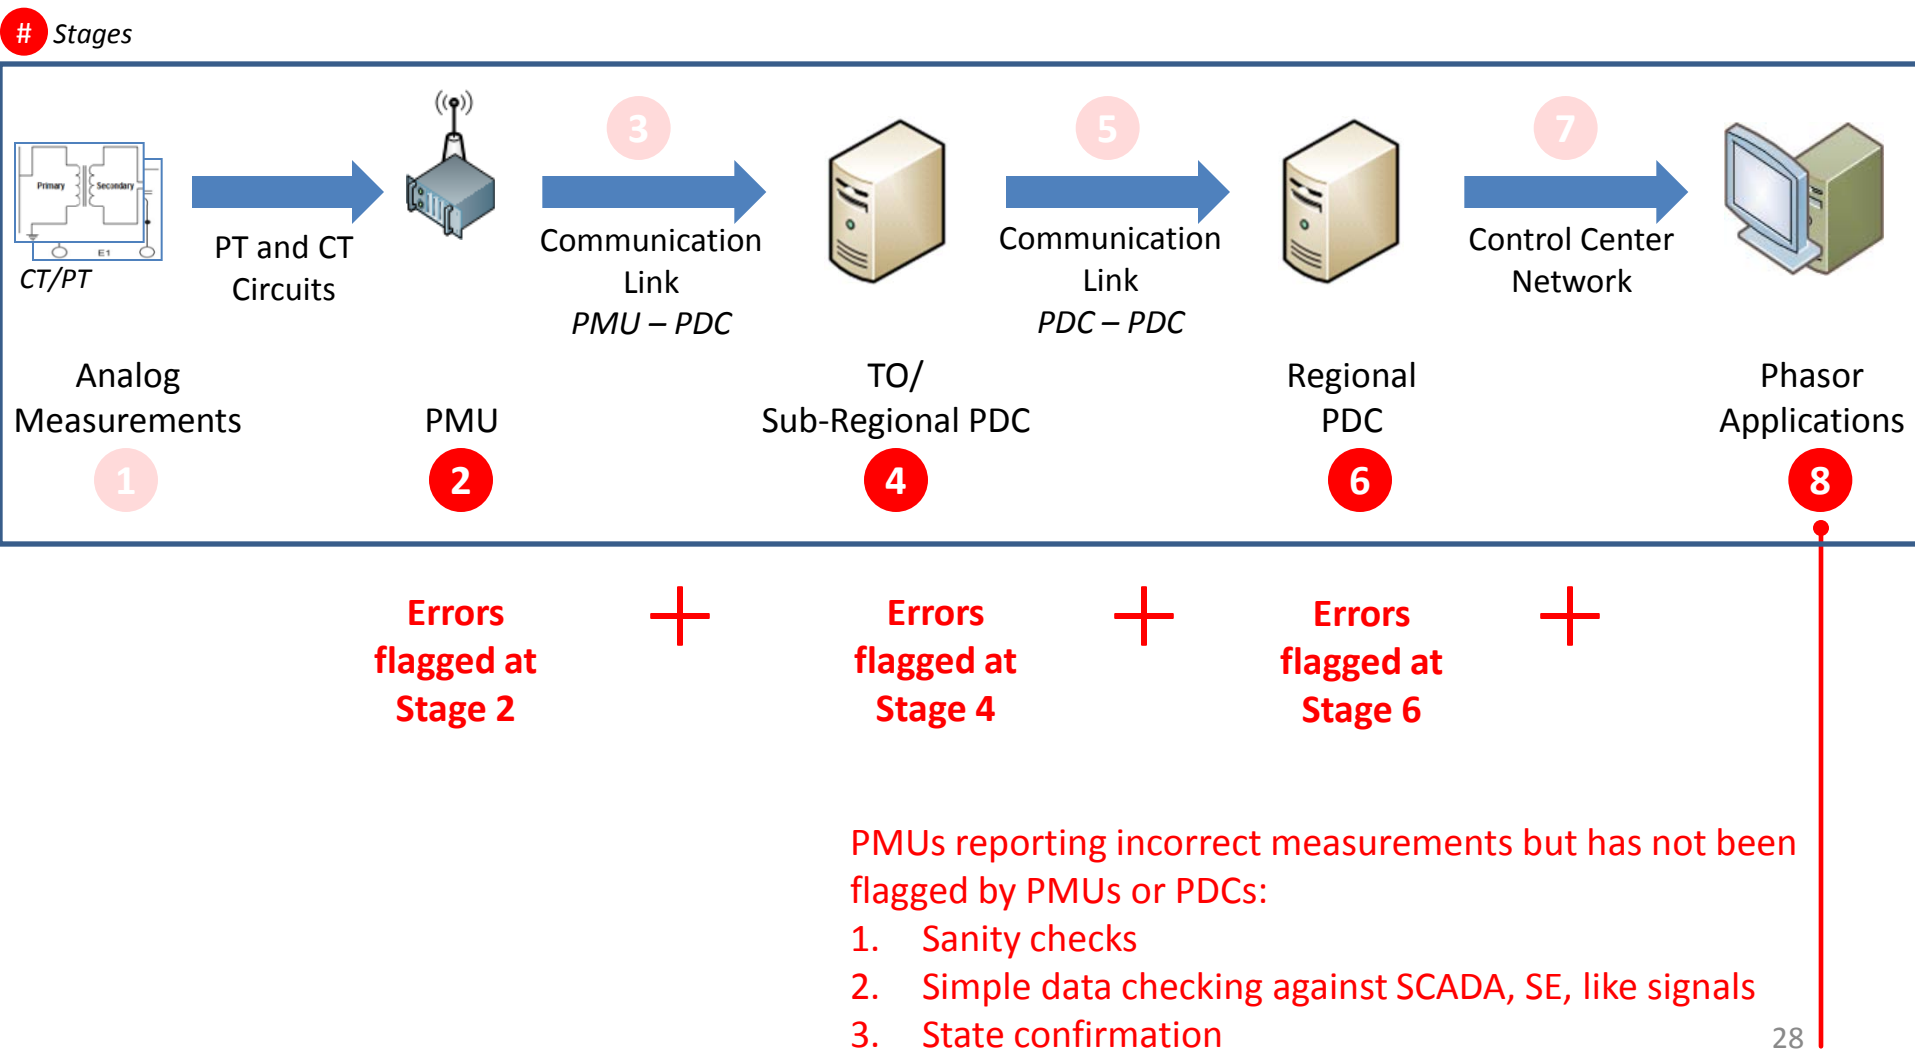 # Stages
Primary
Secondary
E1
CT/PT
PT and CT
Circuits
3
Communication
Link
PMU – PDC
5
Communication
Link
PDC – PDC
7
Control Center
Network
Analog
Measurements
1
PMU
2
TO/
Sub-Regional PDC
4
Regional
PDC
6
Phasor
Applications
8
Errors
flagged at
Stage 2
+
Errors
flagged at
Stage 4
+
Errors
flagged at
Stage 6
+
PMUs reporting incorrect measurements but has not been
flagged by PMUs or PDCs:
1. Sanity checks
2. Simple data checking against SCADA, SE, like signals
3. State confirmation
28